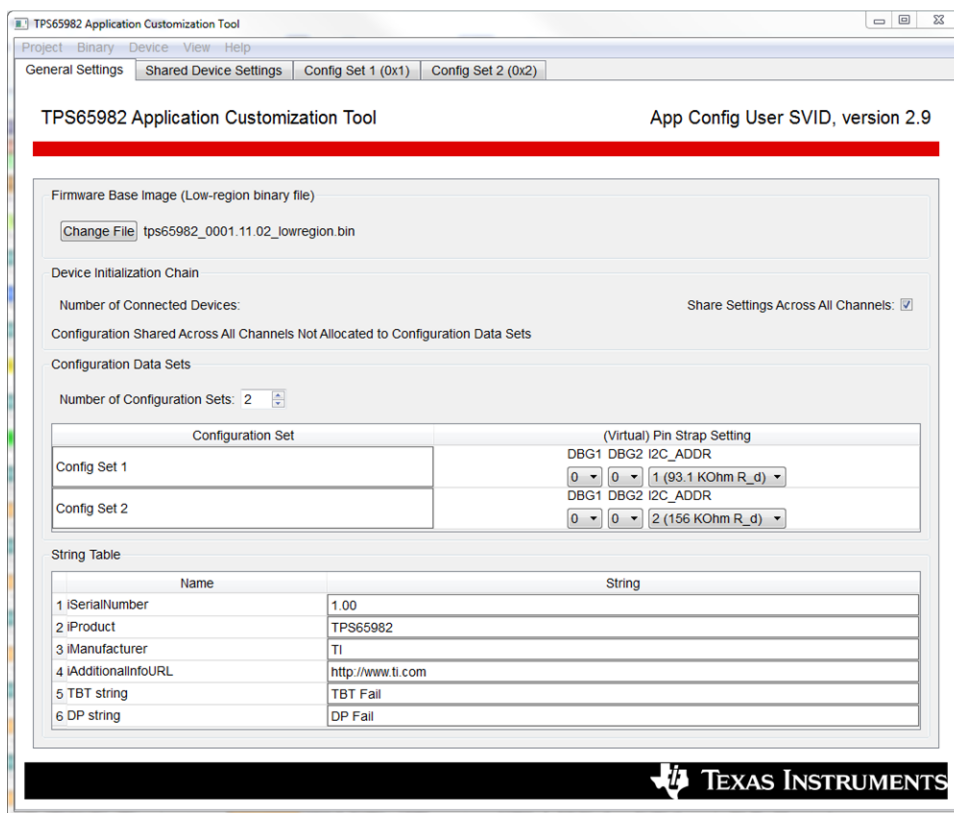 TPS65982 Application Customization Tool
Project Binary Device View Help
General Settings Shared Device Settings Config Set 1 (0x1) Config Set 2 (0x2)
TPS65982 Application Customization Tool App Config User SVID, version 2.9
Firmware Base Image (Low-region binary file)
Change File tps65982_0001.11.02_lowregion.bin
Device Initialization Chain
Number of Connected Devices: Share Settings Across All Channels:
Configuration Shared Across All Channels Not Allocated to Configuration Data Sets
Configuration Data Sets
Number of Configuration Sets: 2
Configuration Set (Virtual) Pin Strap Setting
DBG1 DBG2 I2C_ADDR
Config Set 1 0 0 1 (93.1 KOhm R_d)
DBG1 DBG2 I2C_ADDR
Config Set 2 0 0 2 (156 KOhm R_d)
String Table
Name String
1 iSerialNumber 1.00
2 iProduct TPS65982
3 iManufacturer TI
4 iAdditionalInfoURL http://www.ti.com
5 TBT string TBT Fail
6 DP string DP Fail
TEXAS INSTRUMENTS